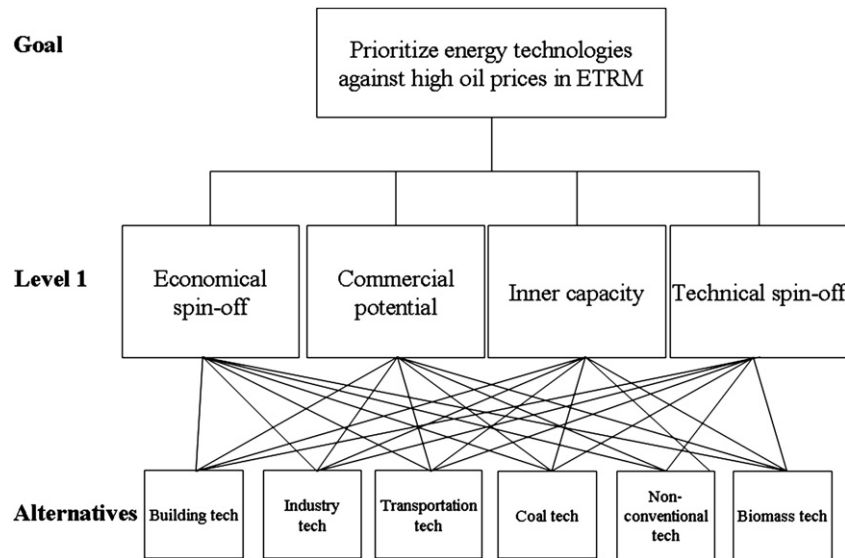 Goal
Prioritize energy technologies
against high oil prices in ETRM
Level 1
Economical
spin-off
Commercial
potential
Inner capacity
Technical spin-off
Alternatives
Building tech
Industry
tech
Transportation
tech
Coal tech
Non-
conventional
tech
Biomass tech